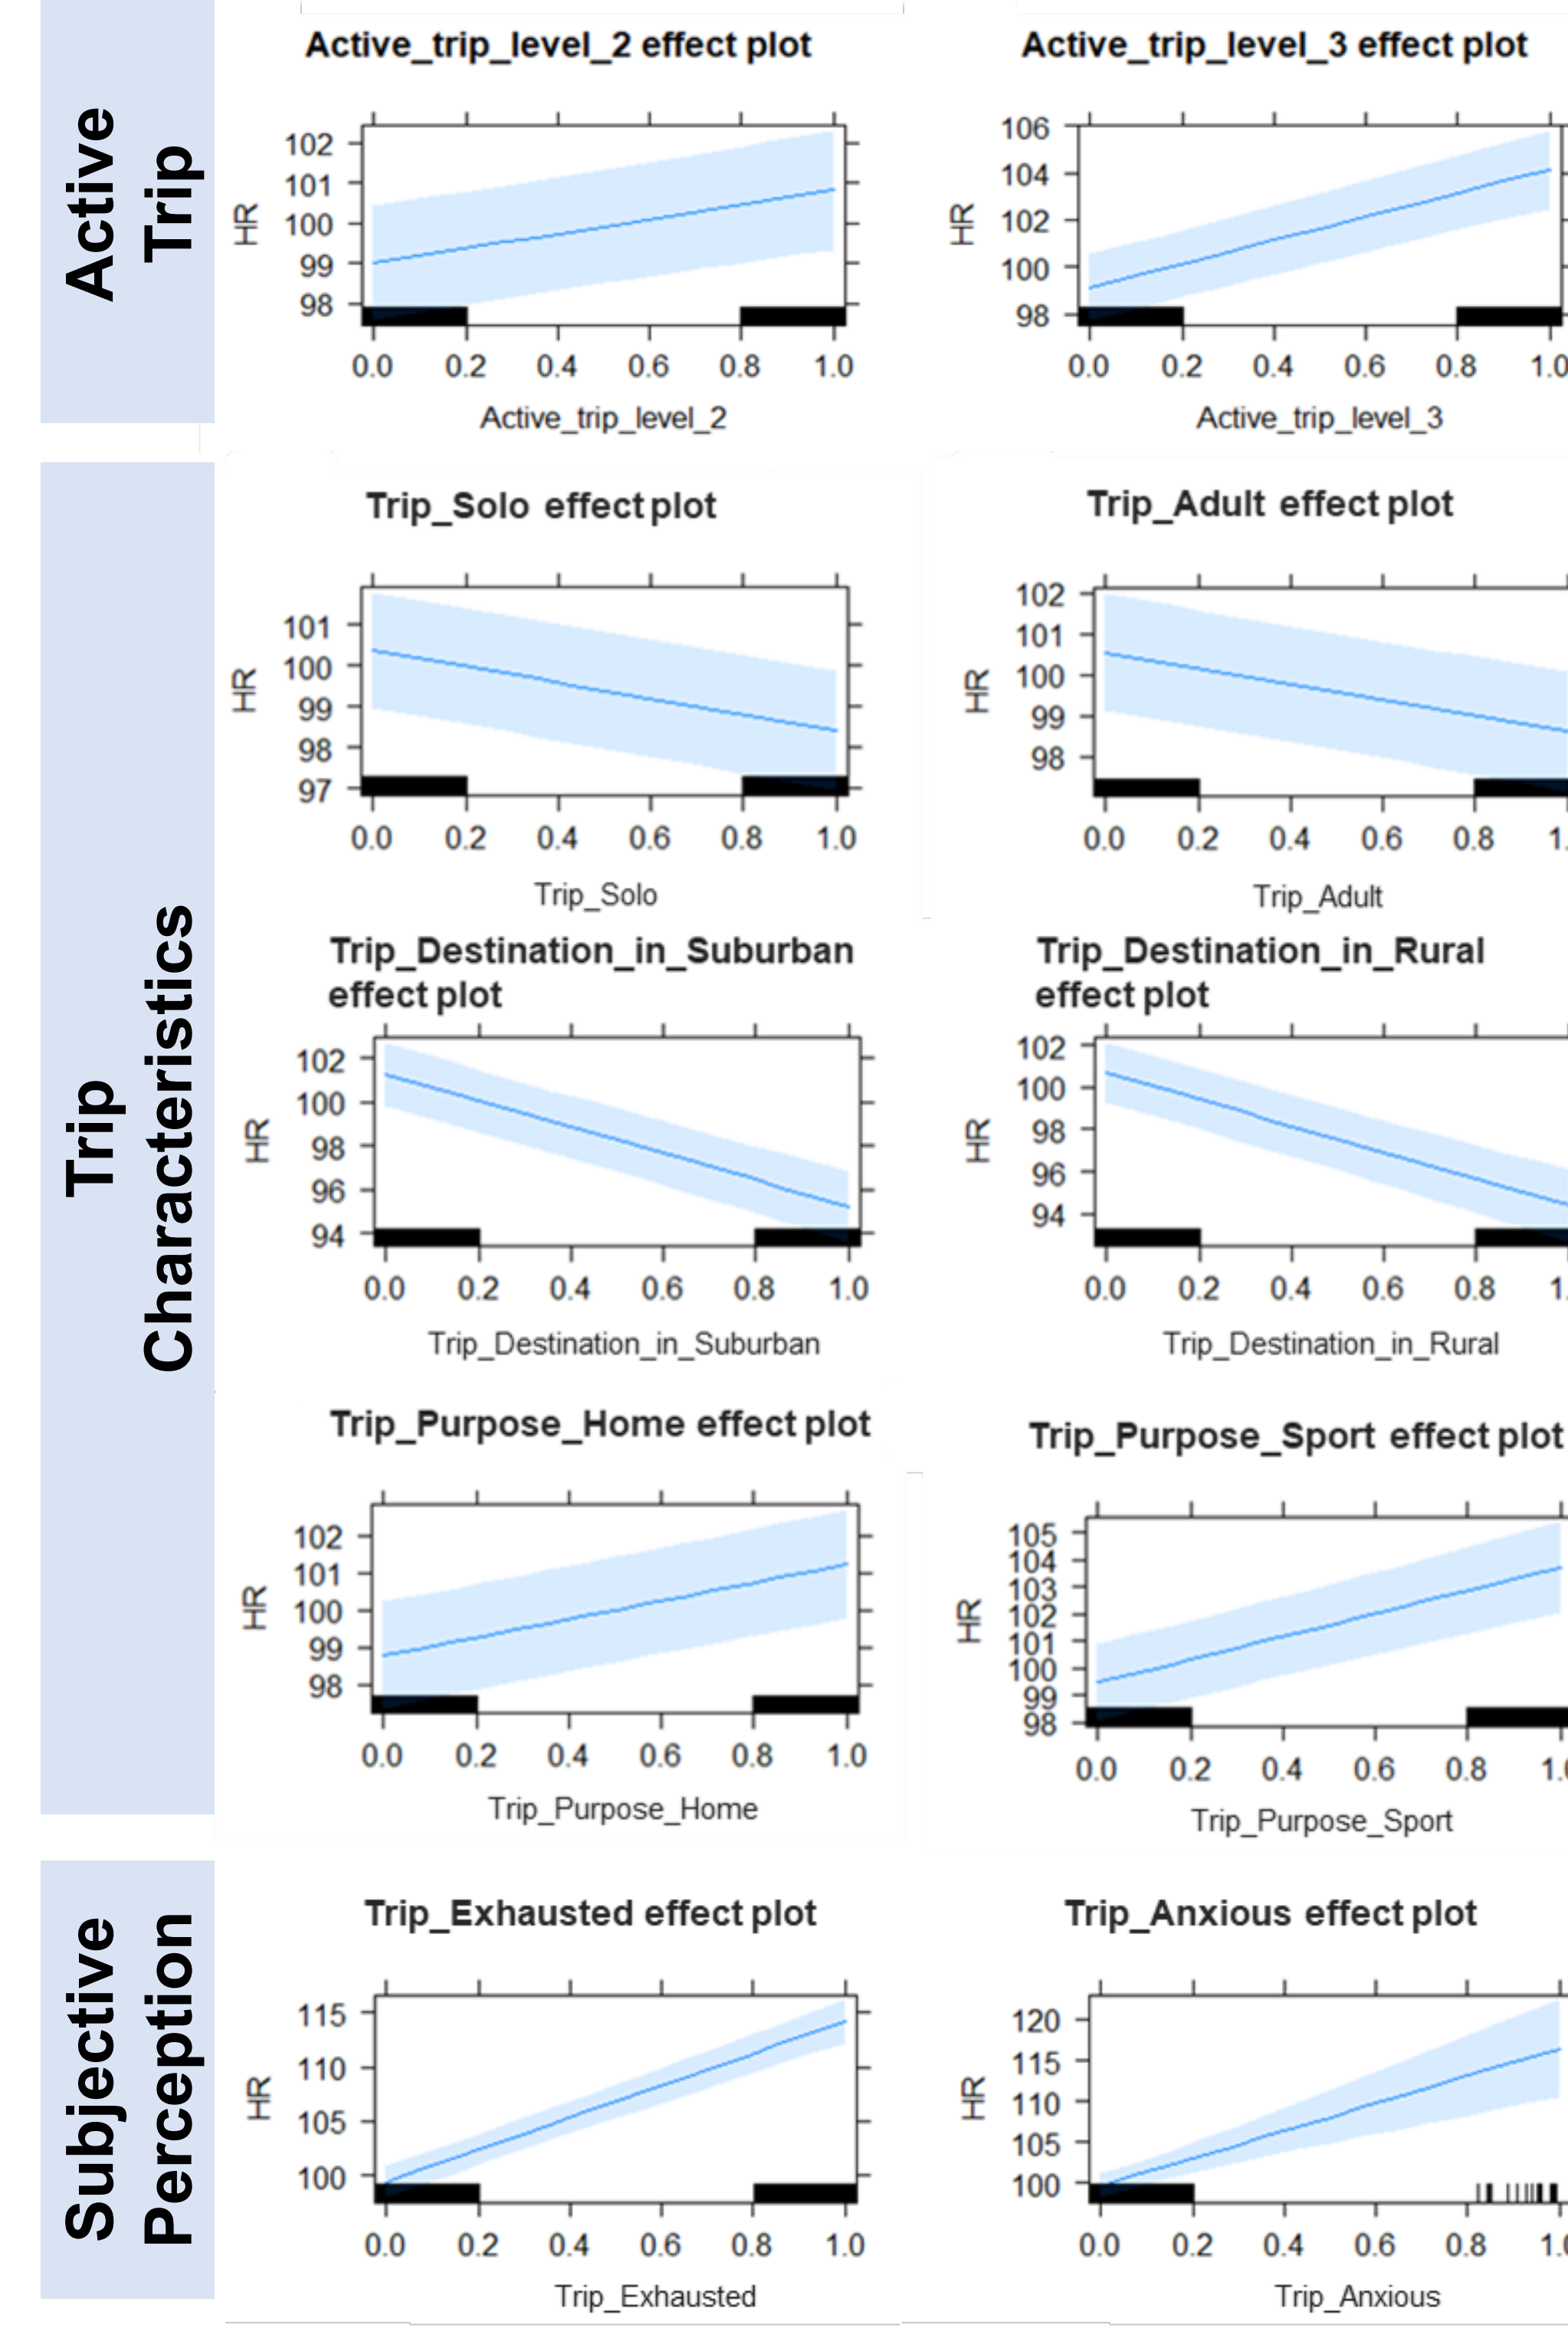 Active
Trip
Active_trip_level_2 effect plot
HR
102
101
100
99
98
0.0 0.2 0.4 0.6 0.8 1.0
Active_trip_level_2
Active_trip_level_3 effect plot
HR
106
104
102
100
98
0.0 0.2 0.4 0.6 0.8 1.0
Active_trip_level_3
Trip
Characteristics
Trip_Solo effect plot
HR
101
100
99
98
97
0.0 0.2 0.4 0.6 0.8 1.0
Trip_Solo
Trip_Adult effect plot
HR
102
101
100
99
98
0.0 0.2 0.4 0.6 0.8 1.
Trip_Adult
Trip_Destination_in_Suburban
effect plot
HR
102
100
98
96
94
0.0 0.2 0.4 0.6 0.8 1.0
Trip_Destination_in_Suburban
Trip_Destination_in_Rural
effect plot
HR
102
100
98
96
94
0.0 0.2 0.4 0.6 0.8 1.
Trip_Destination_in_Rural
Trip_Purpose_Home effect plot
HR
102
101
100
99
98
0.0 0.2 0.4 0.6 0.8 1.0
Trip_Purpose_Home
Trip_Purpose_Sport effect plot
HR
105
104
103
102
101
100
99
98
0.0 0.2 0.4 0.6 0.8 1.0
Trip_Purpose_Sport
Subjective
Perception
Trip_Exhausted effect plot
HR
115
110
105
100
0.0 0.2 0.4 0.6 0.8 1.0
Trip_Exhausted
Trip_Anxious effect plot
HR
120
115
110
105
100
0.0 0.2 0.4 0.6 0.8 1.0
Trip_Anxious